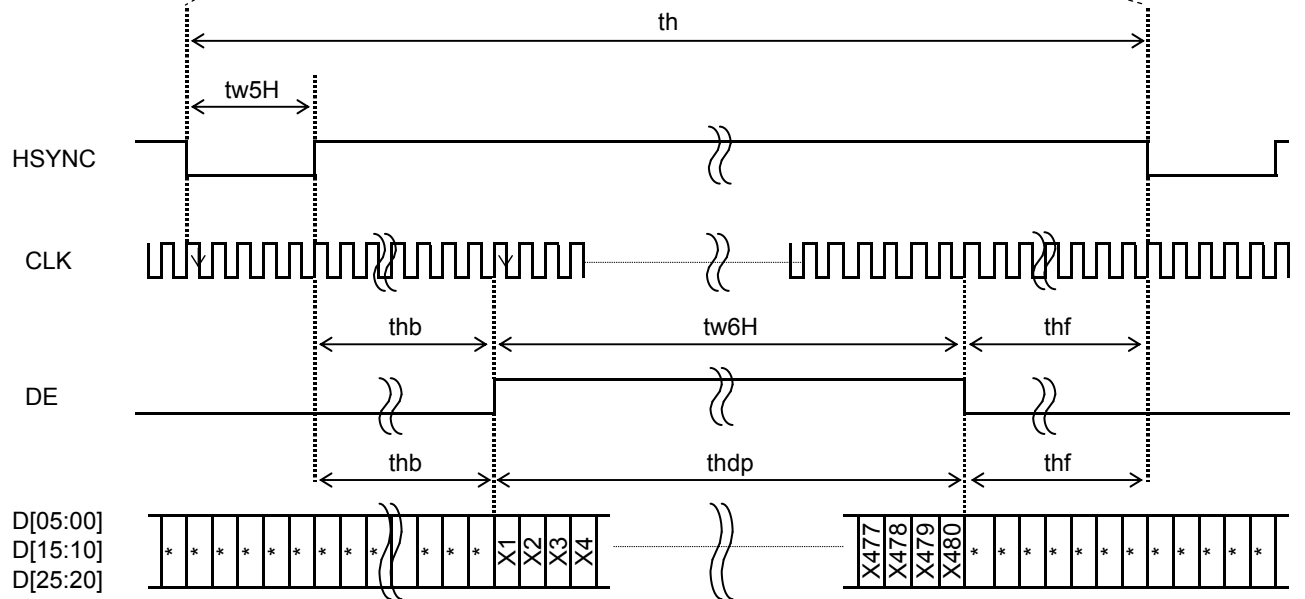 th
tw5H
HSYNC
CLK
thb tw6H thf
DE
thb thdp thf
D[05:00]
D[15:10]
D[25:20]
* * * * * * * * * * * * X1 X2 X3 X4 X477 X478 X479 X480 * * * * * * * * * * * *